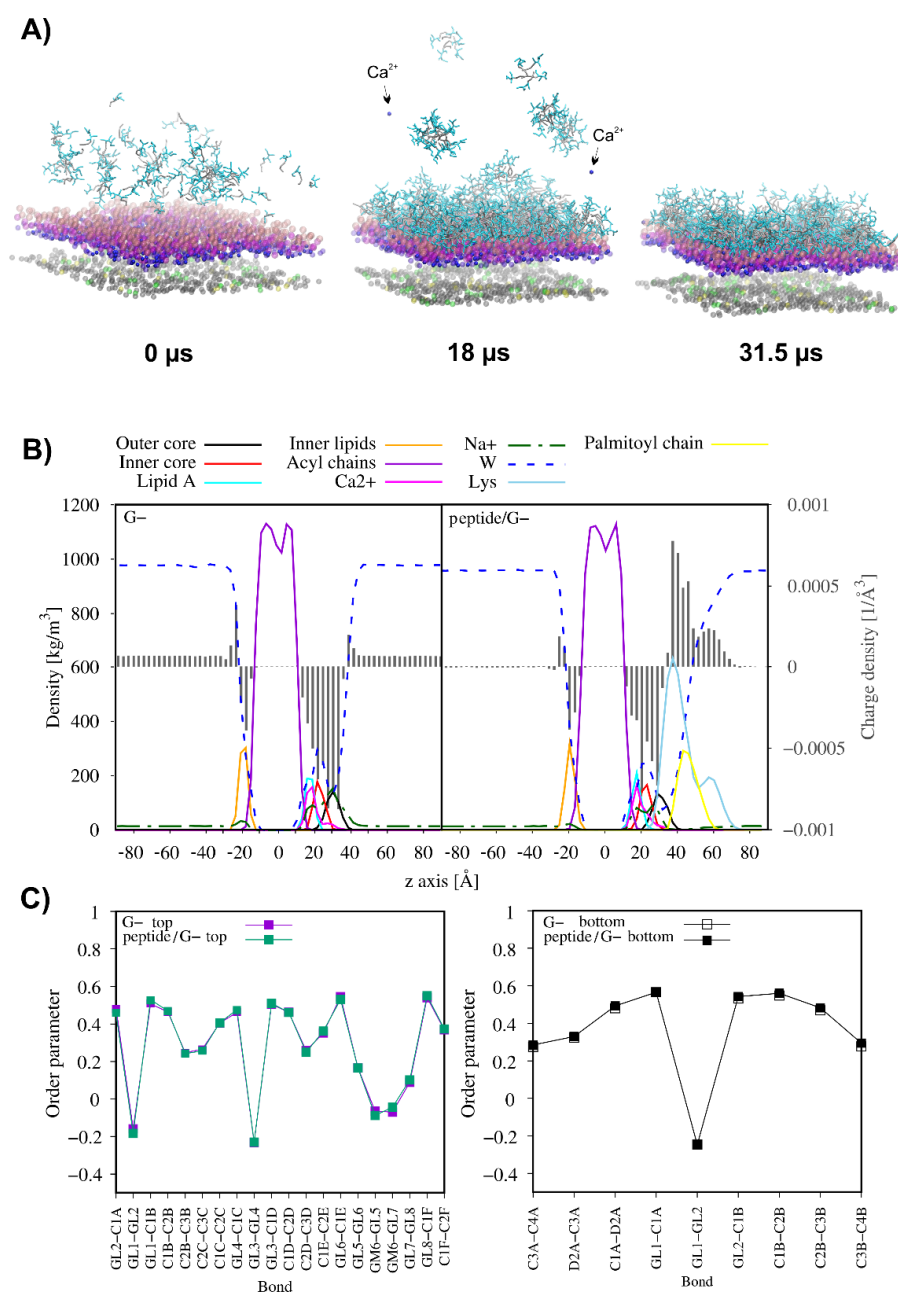 A)
Ca²⁺
Ca²⁺
0 µs
18 µs
31.5 µs
B)
Outer core
Inner core
Lipid A
Inner lipids
Acyl chains
Ca2+
Na+
W
Lys
Palmitoyl chain
G−
peptide/G−
1200
1000
800
600
400
200
0
Density [kg/m³]
0.001
0.0005
0
−0.0005
−0.001
Charge density [1/Å³]
−80 −60 −40 −20 0 20 40 60 80
−80 −60 −40 −20 0 20 40 60 80
z axis [Å]
C)
G− top
peptide/G− top
1
0.8
0.6
0.4
0.2
0
−0.2
−0.4
Order parameter
GL2−C1A
GL1−GL2
GL1−C1B
C1B−C2B
C2B−C3B
C2C−C3C
C1C−C2C
GL4−C1C
GL3−GL4
GL3−C1D
C1D−C2D
C2D−C3D
C1E−C2E
GL6−C1E
GL5−GL6
GM6−GL5
GM6−GL7
GL7−GL8
GL8−C1F
C1F−C2F
Bond
G− bottom
peptide/G− bottom
1
0.8
0.6
0.4
0.2
0
−0.2
−0.4
Order parameter
C3A−C4A
D2A−C3A
C1A−D2A
GL1−C1A
GL1−GL2
GL2−C1B
C1B−C2B
C2B−C3B
C3B−C4B
Bond